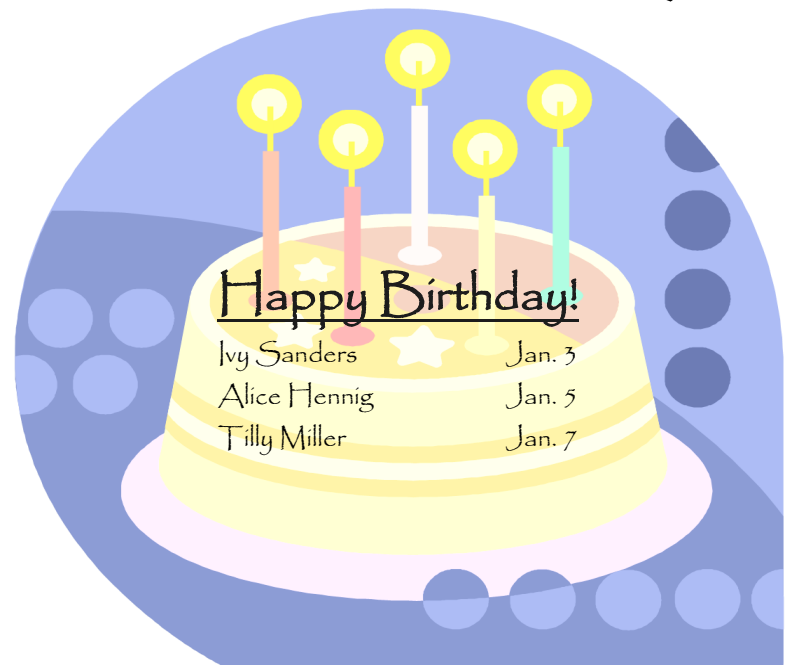 Happy Birthday!
Ivy Sanders Jan. 3
Alice Hennig Jan. 5
Tilly Miller Jan. 7